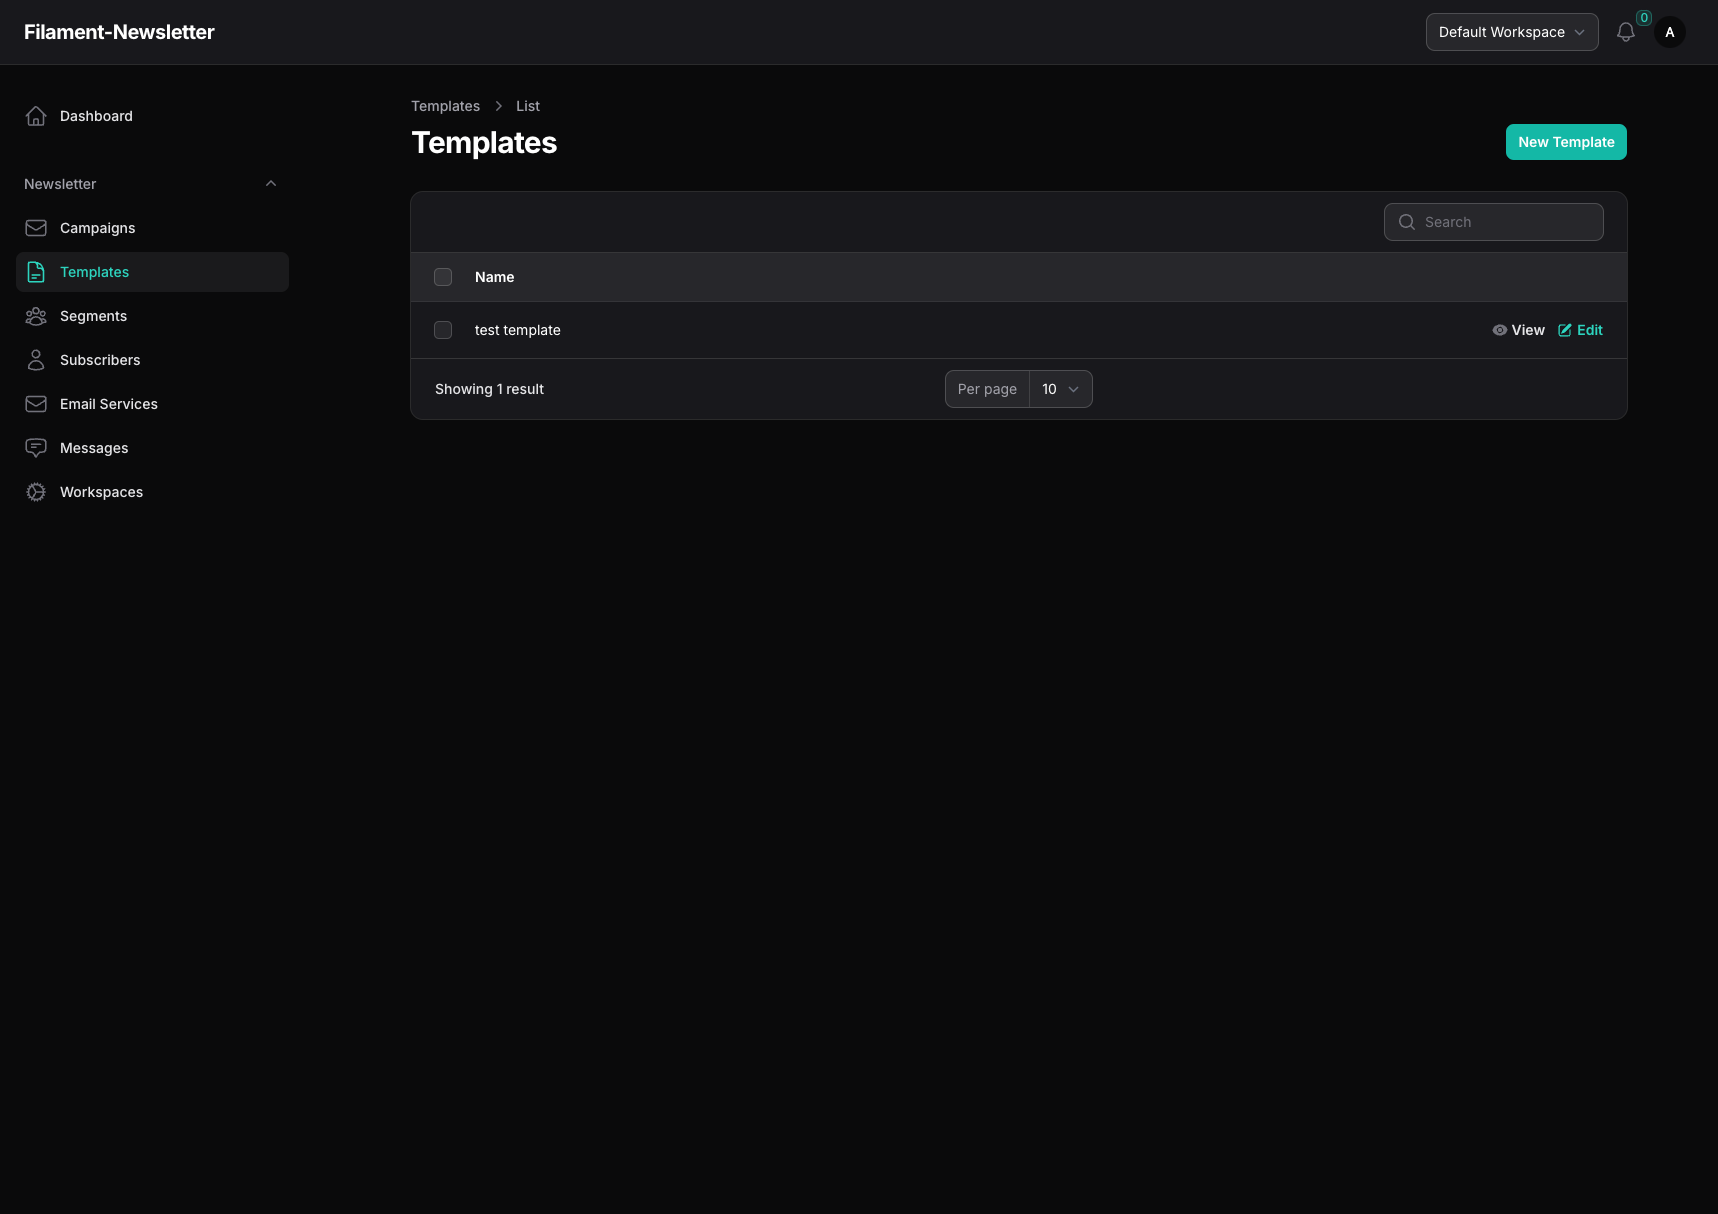 Filament-Newsletter
Default Workspace
0
A
Dashboard
Newsletter
Campaigns
Templates
Segments
Subscribers
Email Services
Messages
Workspaces
Templates List
Templates
New Template
Search
Name
test template View Edit
Showing 1 result Per page 10